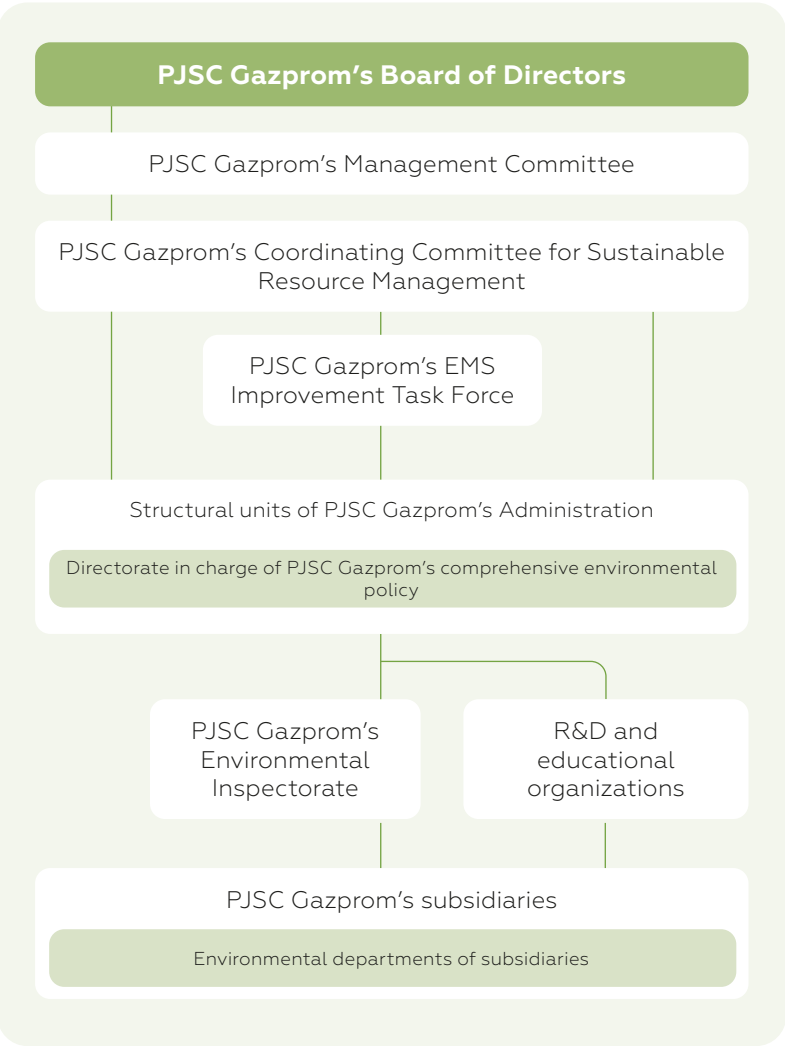 PJSC Gazprom’s Board of Directors
PJSC Gazprom’s Management Committee
PJSC Gazprom’s Coordinating Committee for Sustainable
Resource Management
PJSC Gazprom’s EMS
Improvement Task Force
Structural units of PJSC Gazprom’s Administration
Directorate in charge of PJSC Gazprom’s comprehensive environmental
policy
PJSC Gazprom’s
Environmental
Inspectorate
R&D and
educational
organizations
PJSC Gazprom’s subsidiaries
Environmental departments of subsidiaries